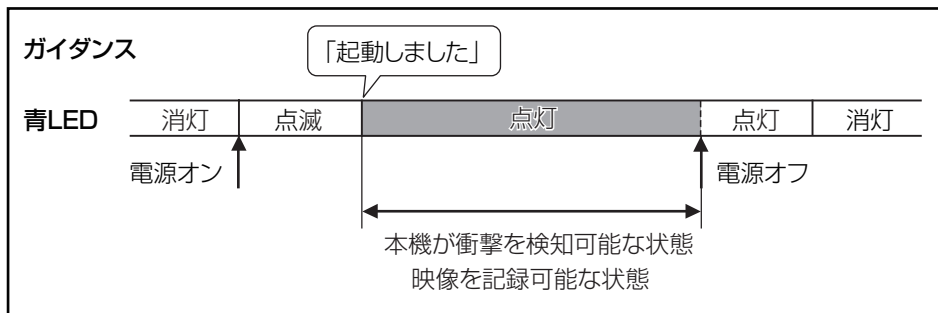 ガイダンス
「起動しました」
青LED
消灯 点滅 点灯 点灯 消灯
電源オン
電源オフ
本機が衝撃を検知可能な状態
映像を記録可能な状態